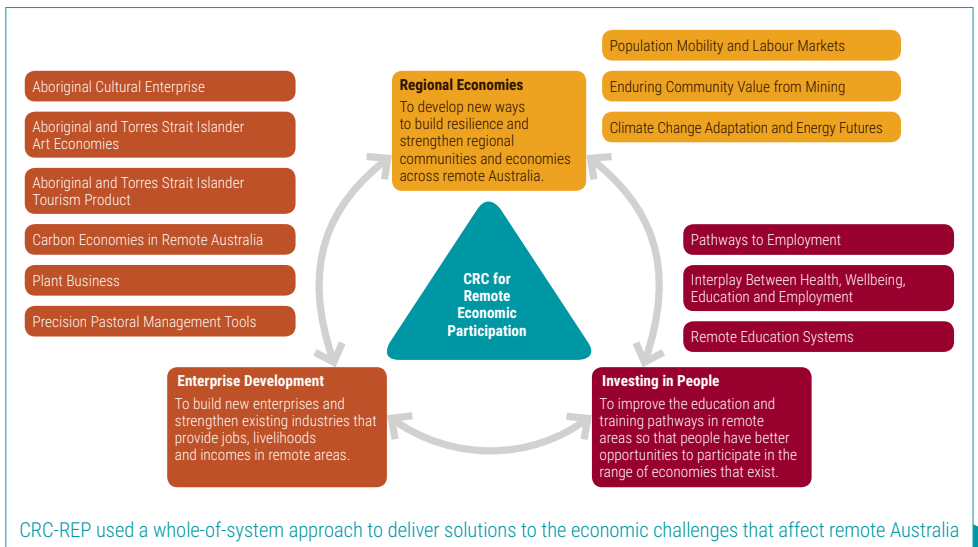 Population Mobility and Labour Markets
Enduring Community Value from Mining
Climate Change Adaptation and Energy Futures
Regional Economies
To develop new ways
to build resilience and
strengthen regional
communities and economies
across remote Australia.
Aboriginal Cultural Enterprise
Aboriginal and Torres Strait Islander
Art Economies
Aboriginal and Torres Strait Islander
Tourism Product
Carbon Economies in Remote Australia
Plant Business
Precision Pastoral Management Tools
CRC for
Remote
Economic
Participation
Pathways to Employment
Interplay Between Health, Wellbeing,
Education and Employment
Remote Education Systems
Enterprise Development
To build new enterprises and
strengthen existing industries that
provide jobs, livelihoods
and incomes in remote areas.
Investing in People
To improve the education and
training pathways in remote
areas so that people have better
opportunities to participate in the
range of economies that exist.
CRC-REP used a whole-of-system approach to deliver solutions to the economic challenges that affect remote Australia